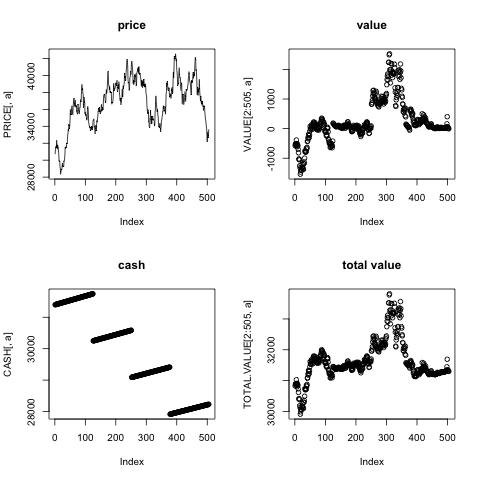 price
PRICE[, a]
28000 34000 40000
0 100 200 300 400 500
Index
value
VALUE[2:505, a]
-1000 0 1000
0 100 200 300 400 500
Index
cash
CASH[, a]
28000 30000
0 100 200 300 400 500
Index
total value
TOTAL.VALUE[2:505, a]
30000 32000
0 100 200 300 400 500
Index